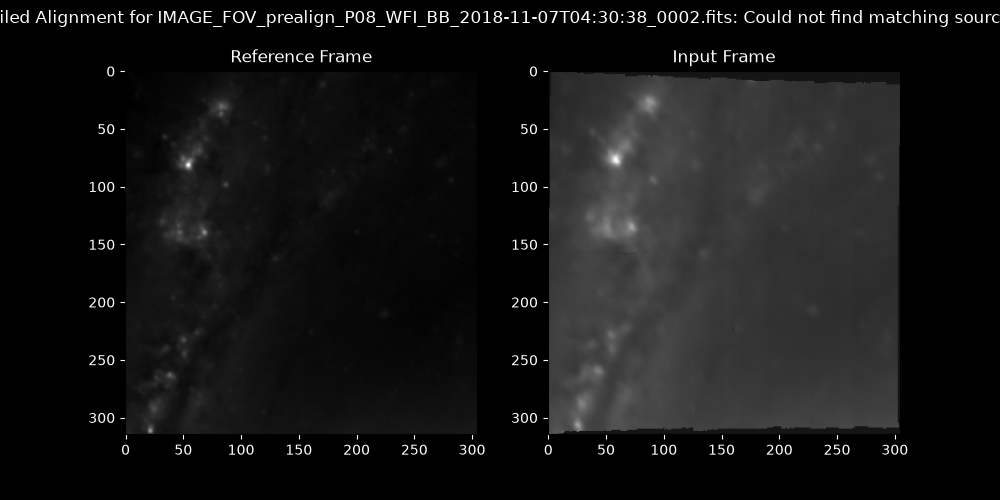 iled Alignment for IMAGE_FOV_prealign_P08_WFI_BB_2018-11-07T04:30:38_0002.fits: Could not find matching sourc
Reference Frame
Input Frame
0
50
100
150
200
250
300
0 50 100 150 200 250 300
0
50
100
150
200
250
300
0 50 100 150 200 250 300